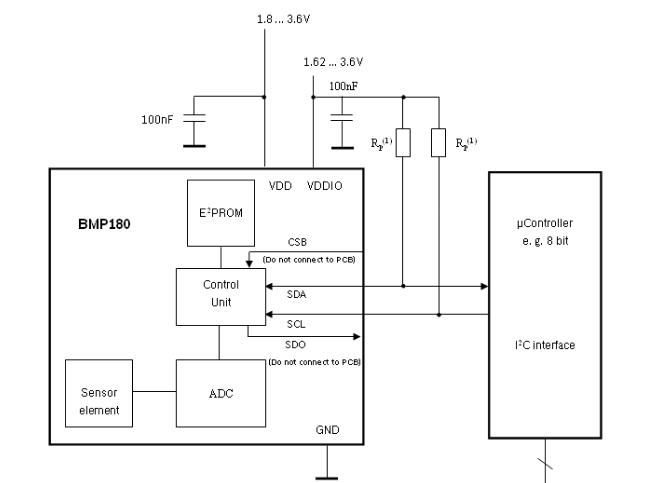 1.8 ... 3.6V
1.62 ... 3.6V
100nF
100nF
Rp(1)
Rp(1)
VDD
VDDIO
BMP180
E²PROM
CSB
(Do not connect to PCB)
Control
Unit
SDA
SCL
SDO
(Do not connect to PCB)
Sensor
element
ADC
GND
µController
e. g. 8 bit
I²C interface